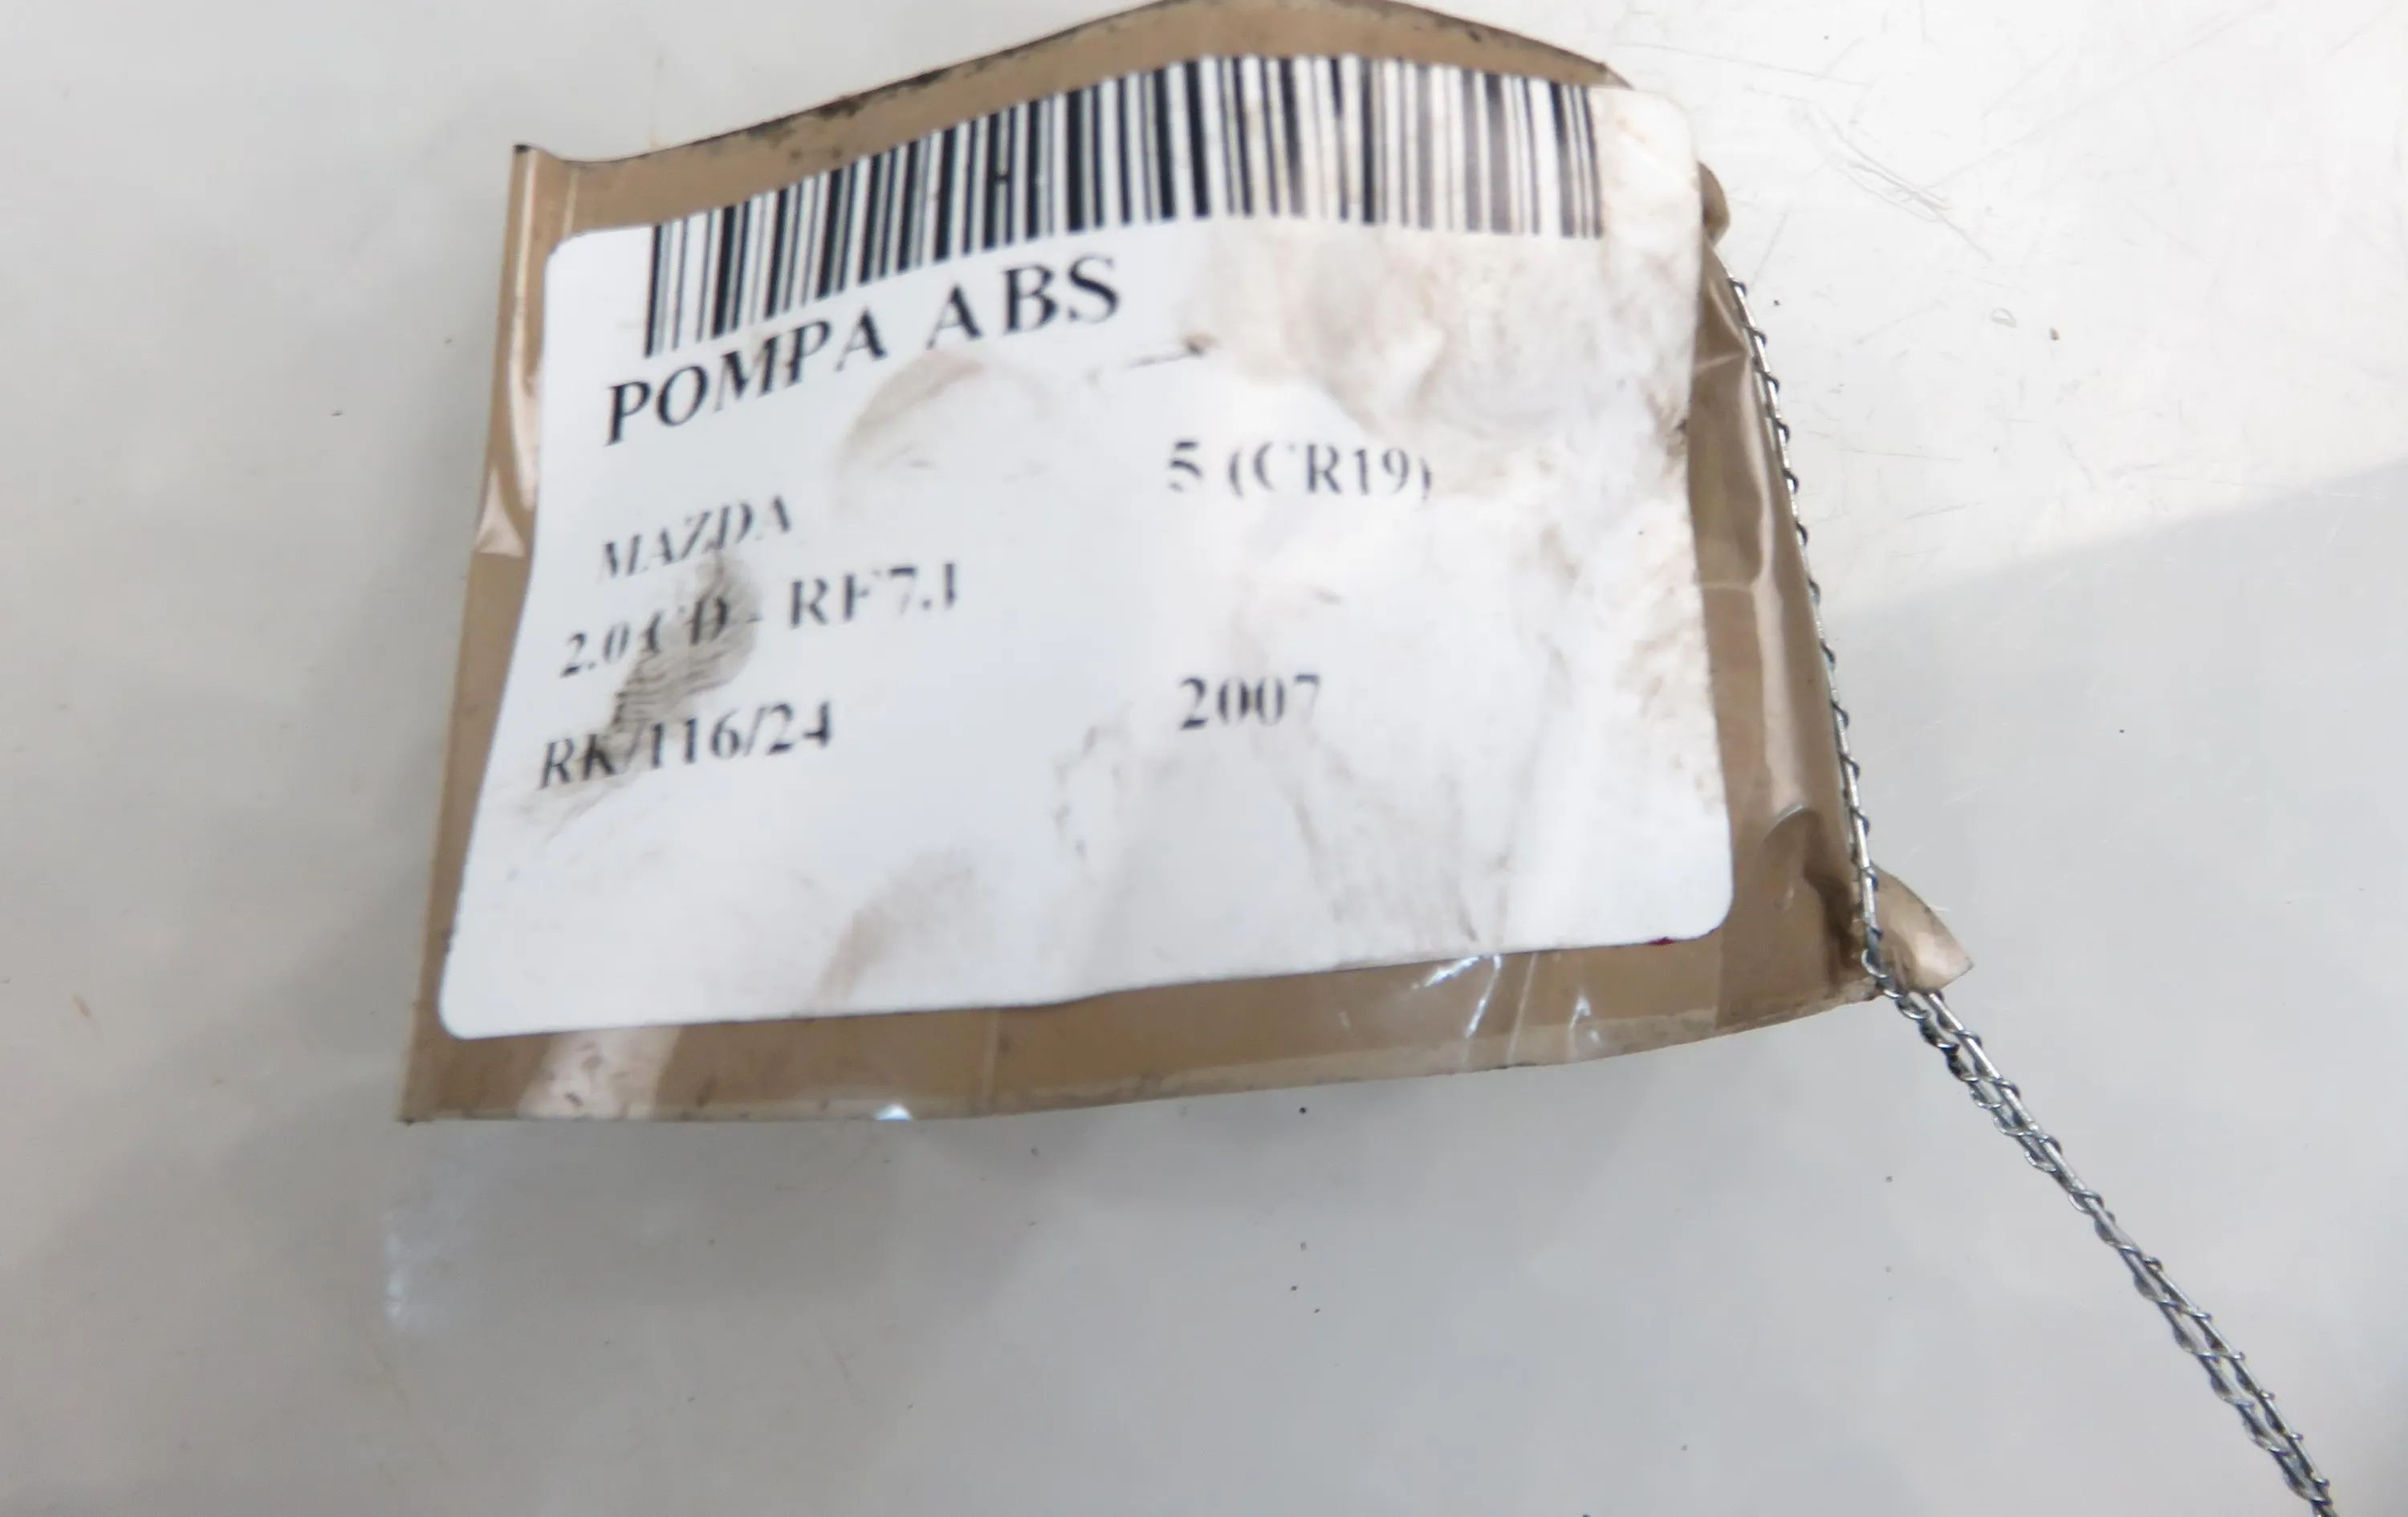 POMPA ABS
MAZDA 5 (CR19)
2.0 CD - RF7J
RK/116/24 2007